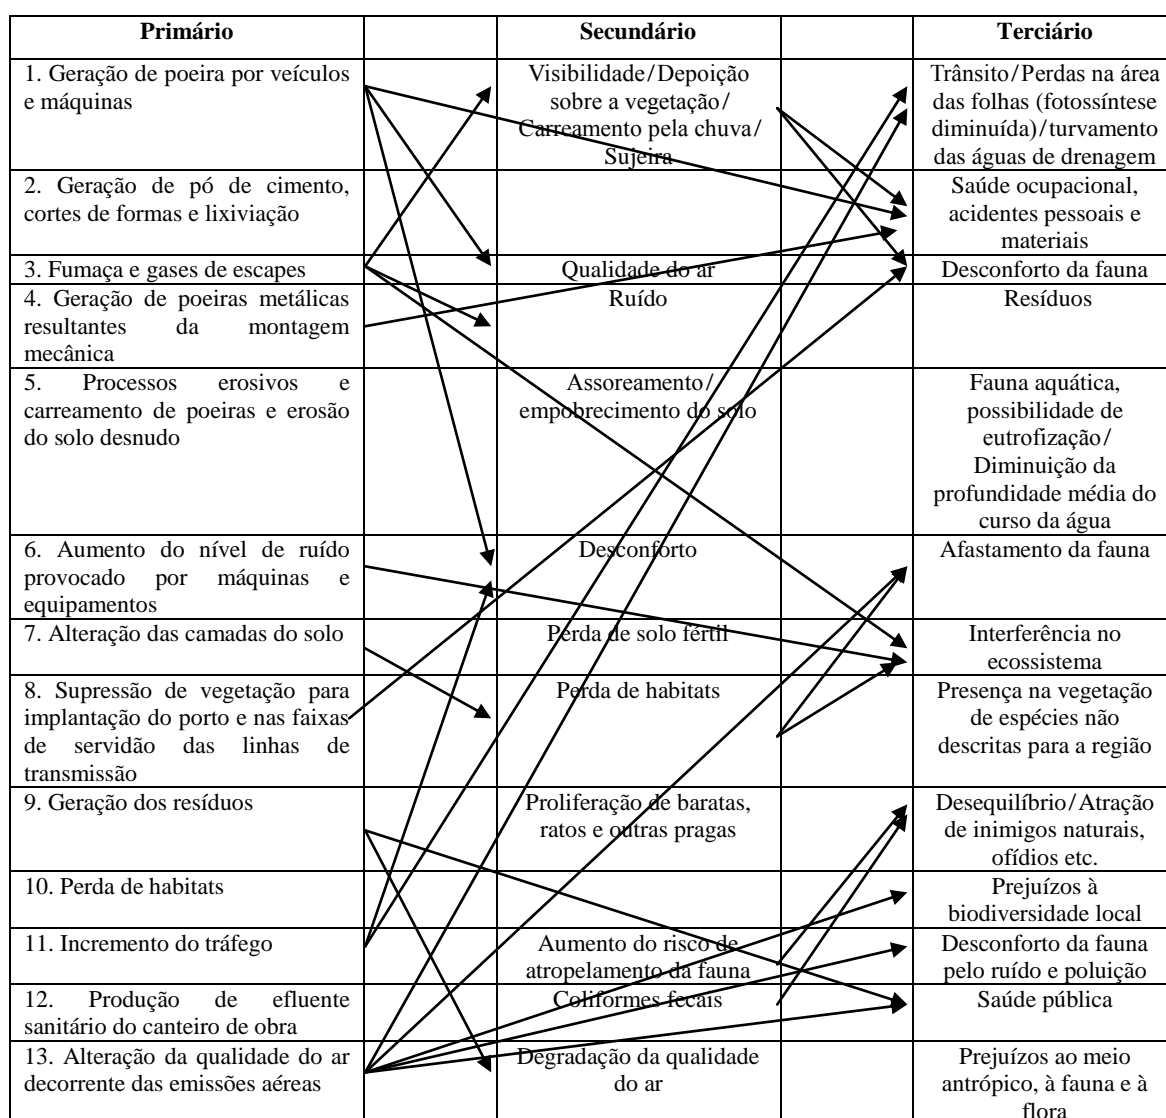 Primário
Secundário
Terciário
1. Geração de poeira por veículos
e máquinas
Visibilidade/Depoição
sobre a vegetação/
Carreamento pela chuva/
Sujeira
Trânsito/Perdas na área
das folhas (fotossíntese
diminuída)/turvamento
das águas de drenagem
2. Geração de pó de cimento,
cortes de formas e lixiviação
Saúde ocupacional,
acidentes pessoais e
materiais
3. Fumaça e gases de escapes
Qualidade do ar
Desconforto da fauna
4. Geração de poeiras metálicas
resultantes da montagem
mecânica
Ruído
Resíduos
5. Processos erosivos e
carreamento de poeiras e erosão
do solo desnudo
Assoreamento/
empobrecimento do solo
Fauna aquática,
possibilidade de
eutrofização/
Diminuição da
profundidade média do
curso da água
6. Aumento do nível de ruído
provocado por máquinas e
equipamentos
Desconforto
Afastamento da fauna
7. Alteração das camadas do solo
Perda de solo fértil
Interferência no
ecossistema
8. Supressão de vegetação para
implantação do porto e nas faixas
de servidão das linhas de
transmissão
Perda de habitats
Presença na vegetação
de espécies não
descritas para a região
9. Geração dos resíduos
Proliferação de baratas,
ratos e outras pragas
Desequilíbrio/Atração
de inimigos naturais,
ofídios etc.
10. Perda de habitats
Prejuízos à
biodiversidade local
11. Incremento do tráfego
Aumento do risco de
atropelamento da fauna
Desconforto da fauna
pelo ruído e poluição
12. Produção de efluente
sanitário do canteiro de obra
Coliformes fecais
Saúde pública
13. Alteração da qualidade do ar
decorrente das emissões aéreas
Degradação da qualidade
do ar
Prejuízos ao meio
antrópico, à fauna e à
flora